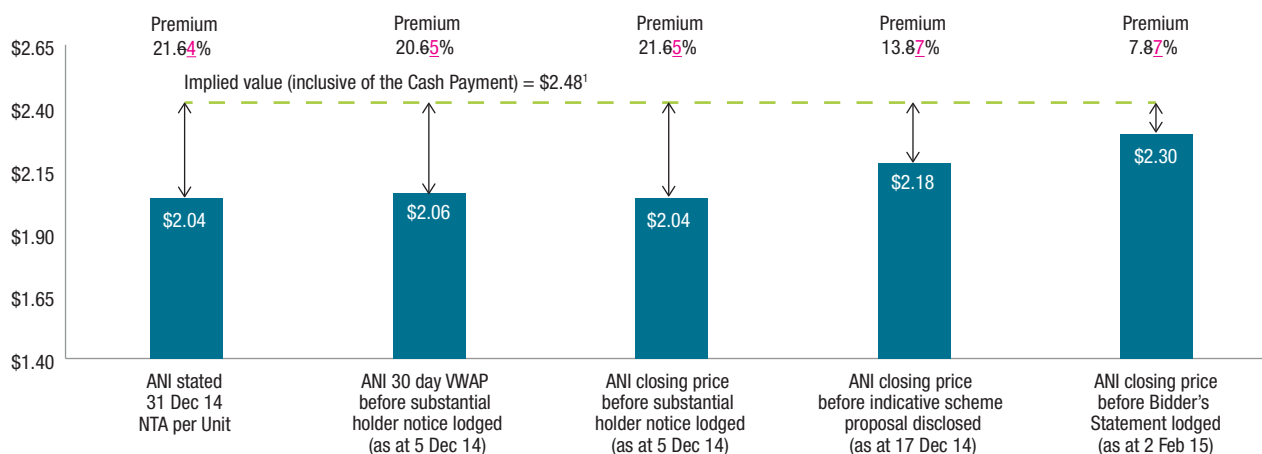 Premium
21.64%
Premium
20.65%
Premium
21.65%
Premium
13.87%
Premium
7.87%
$2.65
$2.40
$2.15
$1.90
$1.65
$1.40
Implied value (inclusive of the Cash Payment) = $2.48¹
$2.04
$2.06
$2.04
$2.18
$2.30
ANI stated
31 Dec 14
NTA per Unit
ANI 30 day VWAP
before substantial
holder notice lodged
(as at 5 Dec 14)
ANI closing price
before substantial
holder notice lodged
(as at 5 Dec 14)
ANI closing price
before indicative scheme
proposal disclosed
(as at 17 Dec 14)
ANI closing price
before Bidder's
Statement lodged
(as at 2 Feb 15)